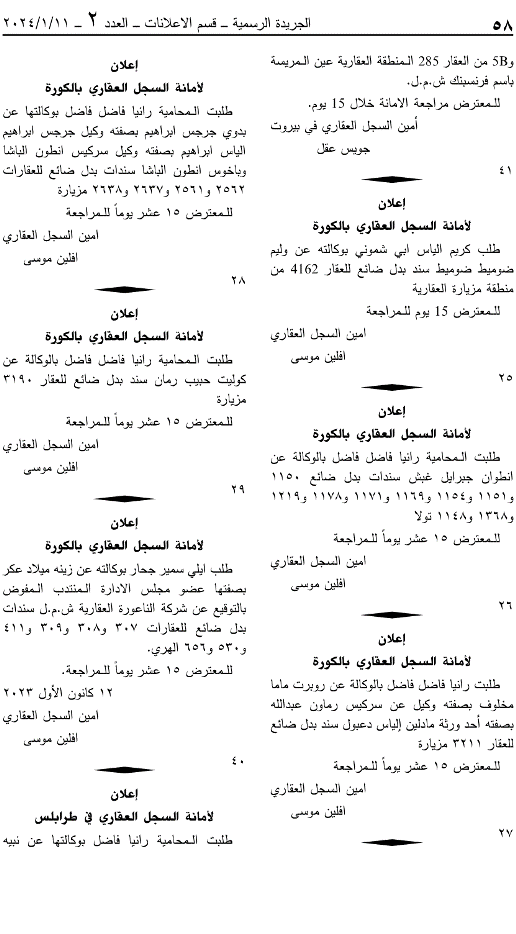 ٥٨
الجريدة الرسمية ــ قسم الاعلانات ــ العدد ٢ ــ ٢٠٢٤/١/١١
و5B من العقار 285 المنطقة العقارية عين المريسة
باسم فرنسبنك ش.م.ل.
للمعترض مراجعة الامانة خلال 15 يوم.
أمين السجل العقاري في بيروت
جويس عقل
٤١
إعلان
لأمانة السجل العقاري بالكورة
طلب كريم الياس ابي شموني بوكالته عن وليم
ضوميط ضوميط سند بدل ضائع للعقار 4162 من
منطقة مزيارة العقارية
للمعترض 15 يوم للمراجعة
امين السجل العقاري
افلين موسى
٢٥
إعلان
لأمانة السجل العقاري بالكورة
طلبت المحامية رانيا فاضل فاضل بالوكالة عن
انطوان جبرايل غبش سندات بدل ضائع ١١٥٠
و١١٥١ و١١٥٤ و١١٦٩ و١١٧١ و١١٧٨ و١٢١٩
و١٣٦٨ و١١٤٨ تولا
للمعترض ١٥ عشر يوماً للمراجعة
امين السجل العقاري
افلين موسى
٢٦
إعلان
لأمانة السجل العقاري بالكورة
طلبت رانيا فاضل فاضل بالوكالة عن روبرت ماما
مخلوف بصفته وكيل عن سركيس رماون عبدالله
بصفته أحد ورثة مادلين إلياس دعبول سند بدل ضائع
للعقار ٣٢١١ مزيارة
للمعترض ١٥ عشر يوماً للمراجعة
امين السجل العقاري
افلين موسى
٢٧
إعلان
لأمانة السجل العقاري بالكورة
طلبت المحامية رانيا فاضل فاضل بوكالتها عن
بدوي جرجس ابراهيم بصفته وكيل جرجس ابراهيم
الياس ابراهيم بصفته وكيل سركيس انطون الباشا
وباخوس انطون الباشا سندات بدل ضائع للعقارات
٢٥٦٢ و٢٥٦١ و٢٦٣٧ و٢٦٣٨ مزيارة
للمعترض ١٥ عشر يوماً للمراجعة
امين السجل العقاري
افلين موسى
٢٨
إعلان
لأمانة السجل العقاري بالكورة
طلبت المحامية رانيا فاضل فاضل بالوكالة عن
كوليت حبيب رمان سند بدل ضائع للعقار ٣١٩٠
مزيارة
للمعترض ١٥ عشر يوماً للمراجعة
امين السجل العقاري
افلين موسى
٢٩
إعلان
لأمانة السجل العقاري بالكورة
طلب ايلي سمير جحار بوكالته عن زينه ميلاد عكر
بصفتها عضو مجلس الادارة المنتدب المفوض
بالتوقيع عن شركة الناعورة العقارية ش.م.ل سندات
بدل ضائع للعقارات ٣٠٧ و٣٠٨ و٣٠٩ و٤١١
و٥٣٠ و٦٥٦ الهري.
للمعترض ١٥ عشر يوماً للمراجعة.
١٢ كانون الأول ٢٠٢٣
امين السجل العقاري
افلين موسى
٤٠
إعلان
لأمانة السجل العقاري في طرابلس
طلبت المحامية رانيا فاضل بوكالتها عن نبيه